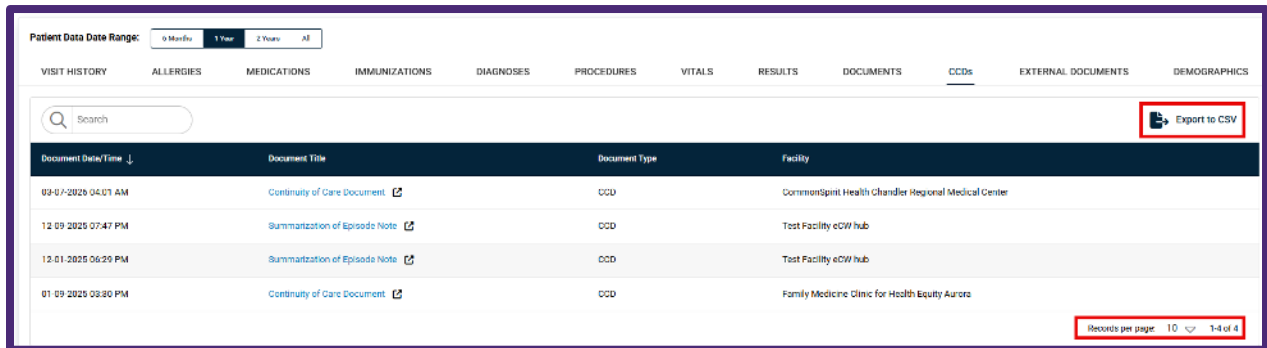 Patient Data Date Range: 6 Months 1 Year 2 Years All
VISIT HISTORY ALLERGIES MEDICATIONS IMMUNIZATIONS DIAGNOSES PROCEDURES VITALS RESULTS DOCUMENTS CCDs EXTERNAL DOCUMENTS DEMOGRAPHICS
Search Export to CSV
Document Date/Time ↓ Document Title Document Type Facility
03-07-2026 04:01 AM Continuity of Care Document CCD CommonSpirit Health Chandler Regional Medical Center
12-09-2025 07:47 PM Summarization of Episode Note CCD Test Facility eCW hub
12-01-2025 06:29 PM Summarization of Episode Note CCD Test Facility eCW hub
01-09-2025 03:30 PM Continuity of Care Document CCD Family Medicine Clinic for Health Equity Aurora
Records per page: 10 1-4 of 4